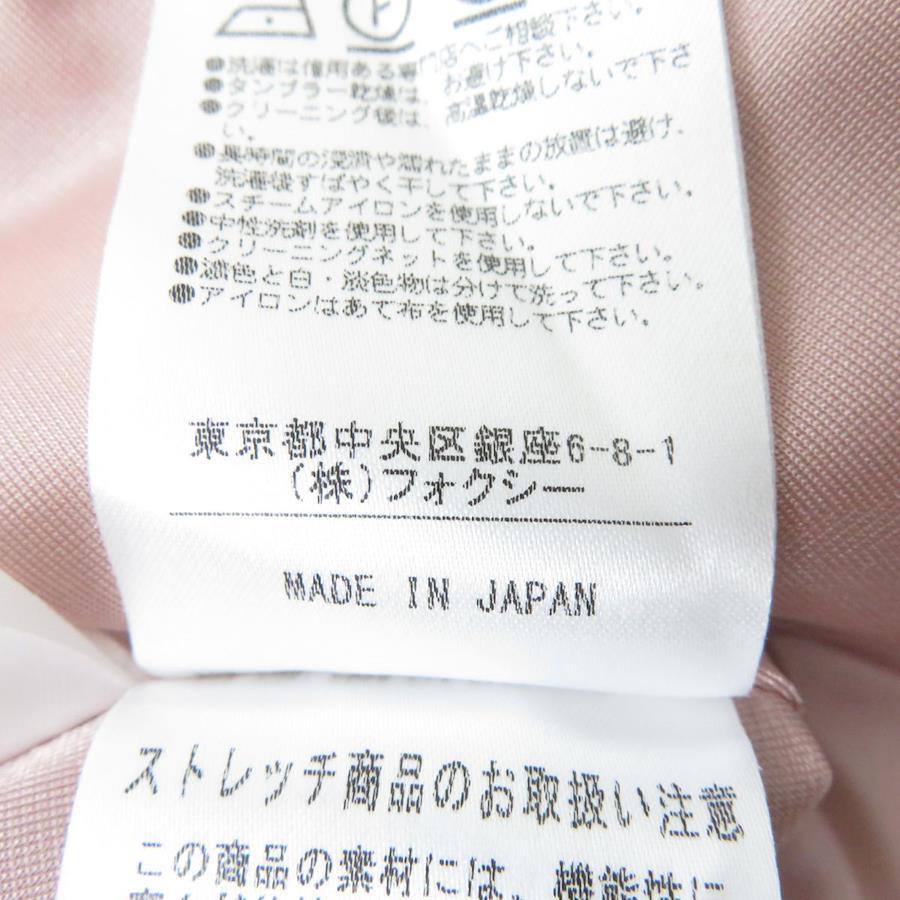 P
●洗濯は信用ある専門店へご相談下さい。
●タンブラー乾燥は、お避け下さい。
●クリーニング後は、高温乾燥しないで下さ
い。
●長時間の浸漬や濡れたままの放置は避け、
洗濯後すばやく干して下さい。
●スチームアイロンを使用しないで下さい。
●中性洗剤を使用して下さい。
●クリーニングネットを使用して下さい。
●濃色と白・淡色物は分けて洗って下さい。
●アイロンはあて布を使用して下さい。
東京都中央区銀座6-8-1
(株)フォクシー
MADE IN JAPAN
ストレッチ商品のお取扱い注意
この商品の素材には、機能性に